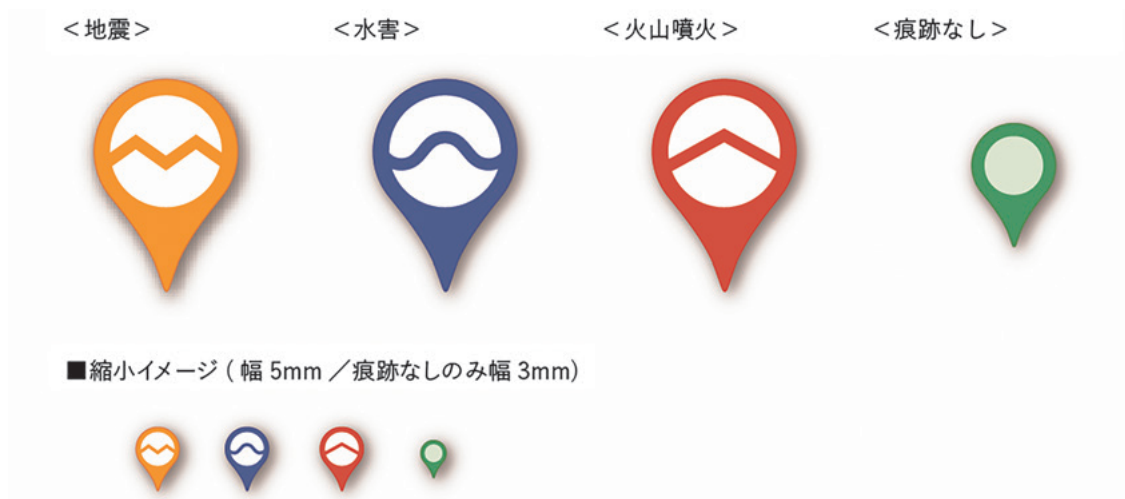 ＜地震＞
＜水害＞
＜火山噴火＞
＜痕跡なし＞
■縮小イメージ ( 幅 5mm ／痕跡なしのみ幅 3mm)